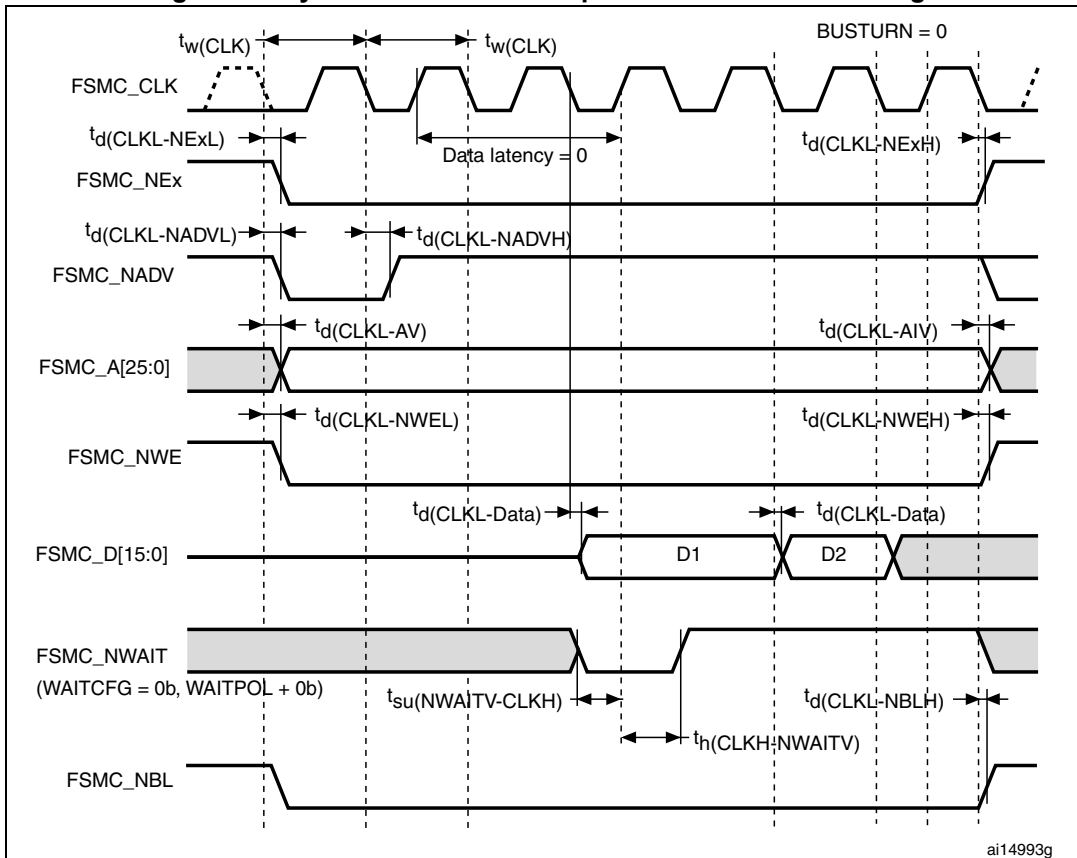 BUSTURN = 0
tw(CLK)
tw(CLK)
FSMC_CLK
td(CLKL-NExL)
Data latency = 0
td(CLKL-NExH)
FSMC_NEx
td(CLKL-NADVL)
td(CLKL-NADVH)
FSMC_NADV
td(CLKL-AV)
td(CLKL-AIV)
FSMC_A[25:0]
td(CLKL-NWEL)
td(CLKL-NWEH)
FSMC_NWE
td(CLKL-Data)
td(CLKL-Data)
FSMC_D[15:0]
D1
D2
FSMC_NWAIT
(WAITCFG = 0b, WAITPOL + 0b)
tsu(NWAITV-CLKH)
td(CLKL-NBLH)
th(CLKH-NWAITV)
FSMC_NBL
ai14993g